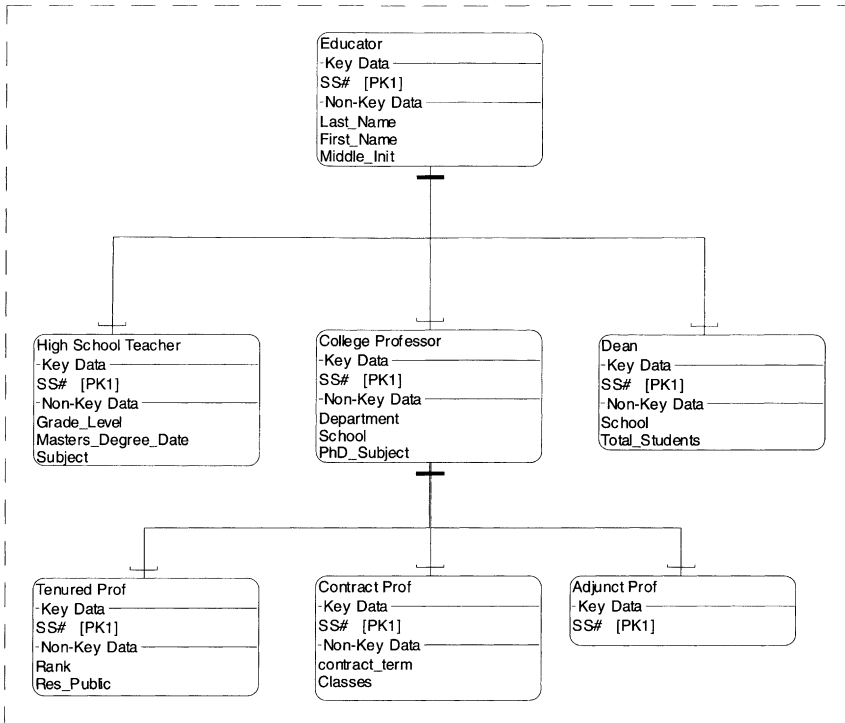 Educator
Key Data
SS# [PK1]
Non-Key Data
Last_Name
First_Name
Middle_Init
High School Teacher
Key Data
SS# [PK1]
Non-Key Data
Grade_Level
Masters_Degree_Date
Subject
College Professor
Key Data
SS# [PK1]
Non-Key Data
Department
School
PhD_Subject
Dean
Key Data
SS# [PK1]
Non-Key Data
School
Total_Students
Tenured Prof
Key Data
SS# [PK1]
Non-Key Data
Rank
Res_Public
Contract Prof
Key Data
SS# [PK1]
Non-Key Data
contract_term
Classes
Adjunct Prof
Key Data
SS# [PK1]